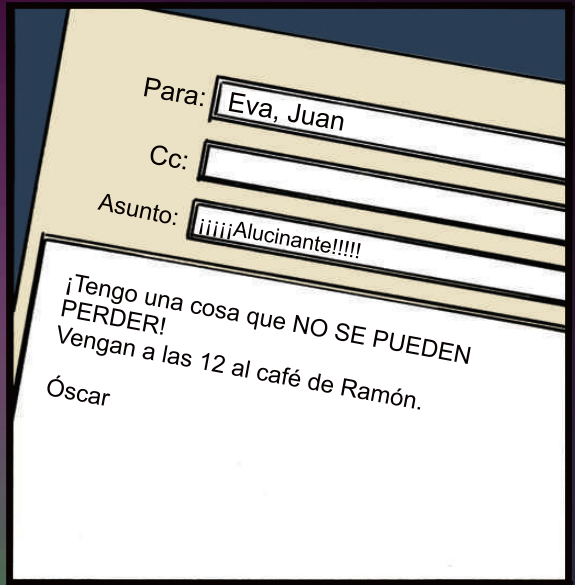 Para: Eva, Juan
Cc:
Asunto: ¡¡¡¡¡Alucinante!!!!!
¡Tengo una cosa que NO SE PUEDEN
PERDER!
Vengan a las 12 al café de Ramón.
Óscar